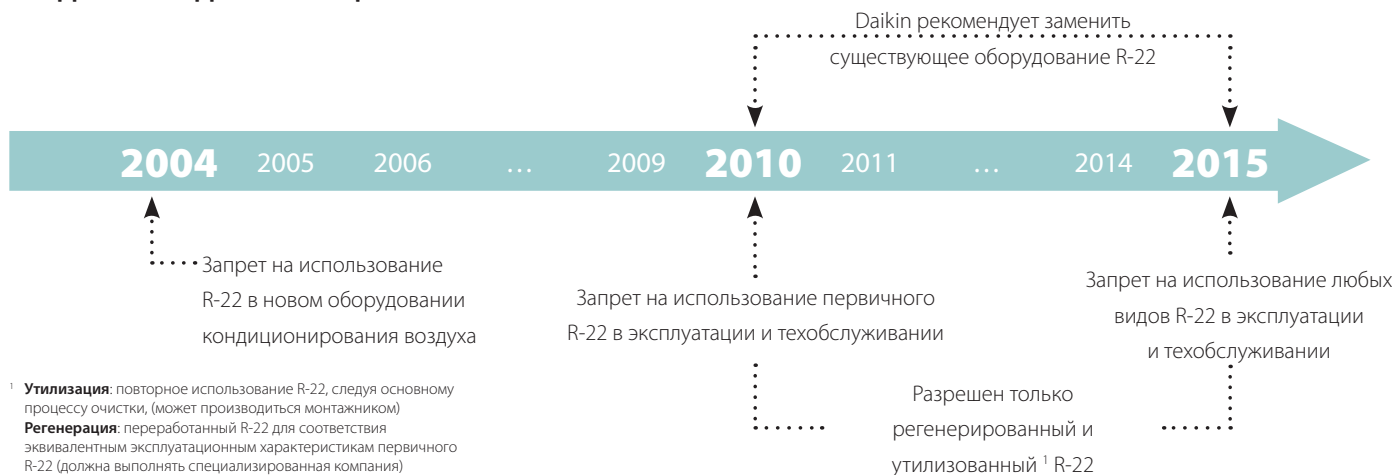 Daikin рекомендует заменить
существующее оборудование R-22
2004 2005 2006 ... 2009 2010 2011 ... 2014 2015
Запрет на использование
R-22 в новом оборудовании
кондиционирования воздуха
Запрет на использование первичного
R-22 в эксплуатации и техобслуживании
Запрет на использование любых
видов R-22 в эксплуатации
и техобслуживании
Разрешен только
регенерированный и
утилизованный ¹ R-22
¹ Утилизация: повторное использование R-22, следуя основному
процессу очистки, (может производиться монтажником)
Регенерация: переработанный R-22 для соответствия
эквивалентным эксплуатационным характеристикам первичного
R-22 (должна выполнять специализированная компания)